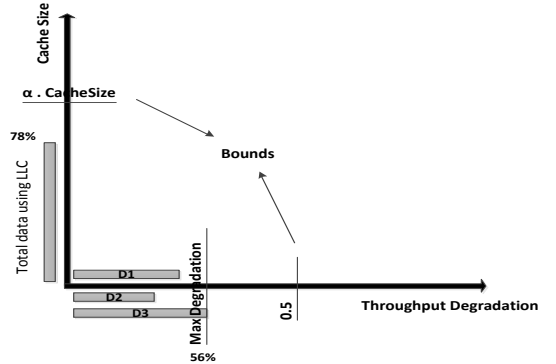 Cache Size
α . CacheSize
78%
Total data using LLC
Bounds
D1
D2
D3
Max Degradation
0.5
Throughput Degradation
56%